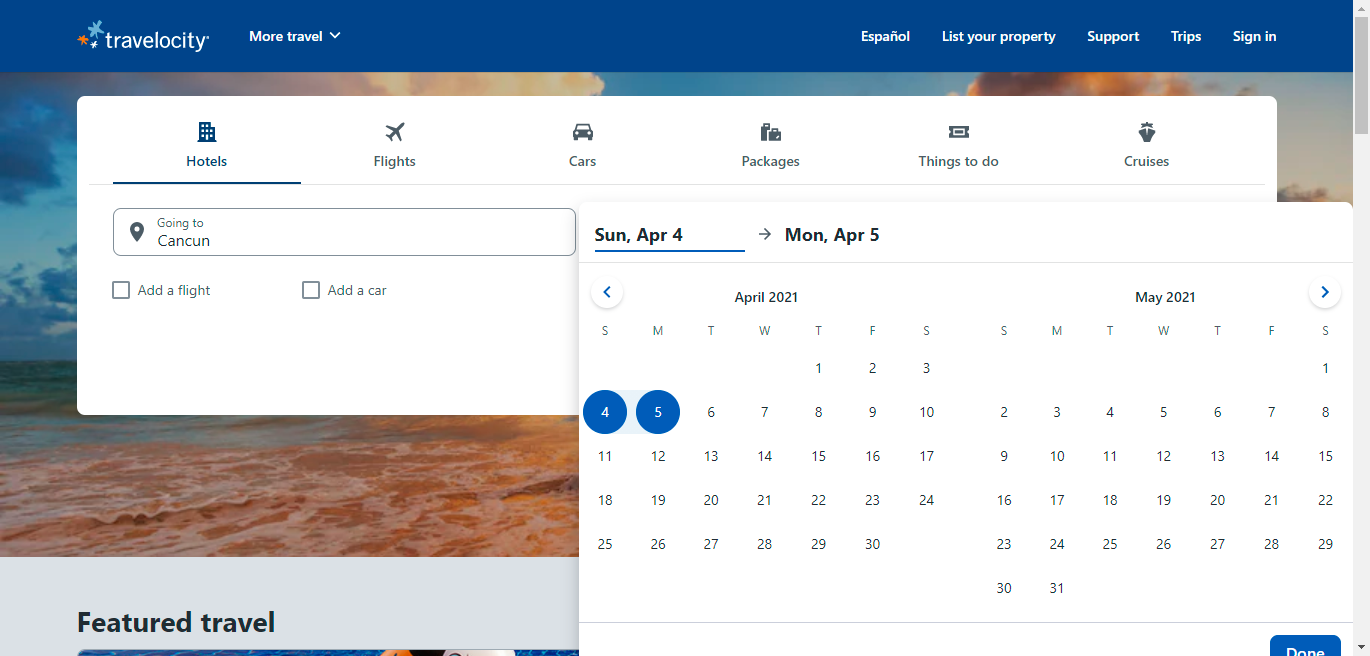 travelocity
More travel
Español
List your property
Support
Trips
Sign in
Hotels
Flights
Cars
Packages
Things to do
Cruises
Going to
Cancun
Add a flight
Add a car
Sun, Apr 4
Mon, Apr 5
April 2021
S M T W T F S
1 2 3
4 5 6 7 8 9 10
11 12 13 14 15 16 17
18 19 20 21 22 23 24
25 26 27 28 29 30
May 2021
S M T W T F S
1
2 3 4 5 6 7 8
9 10 11 12 13 14 15
16 17 18 19 20 21 22
23 24 25 26 27 28 29
30 31
Done
Featured travel